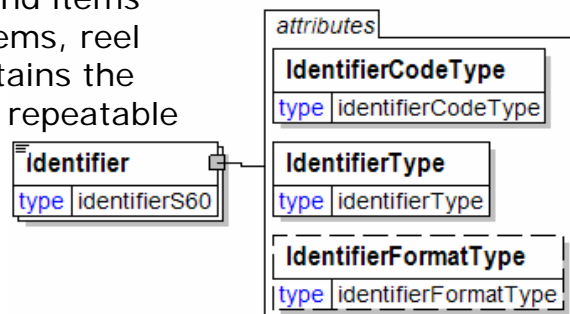 nd items
ems, reel
tains the
repeatable
attributes
IdentifierCodeType
type identifierCodeType
Identifier
type identifierS60
IdentifierType
type identifierType
IdentifierFormatType
type identifierFormatType